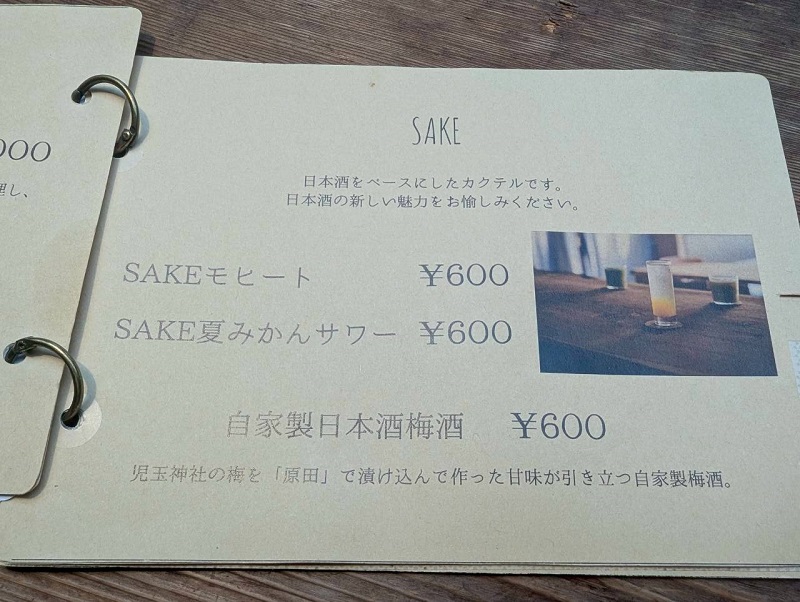 000
理し、
SAKE
日本酒をベースにしたカクテルです。
日本酒の新しい魅力をお愉しみください。
SAKEモヒート ¥600
SAKE夏みかんサワー ¥600
自家製日本酒梅酒 ¥600
児玉神社の梅を「原田」で漬け込んで作った甘味が引き立つ自家製梅酒。